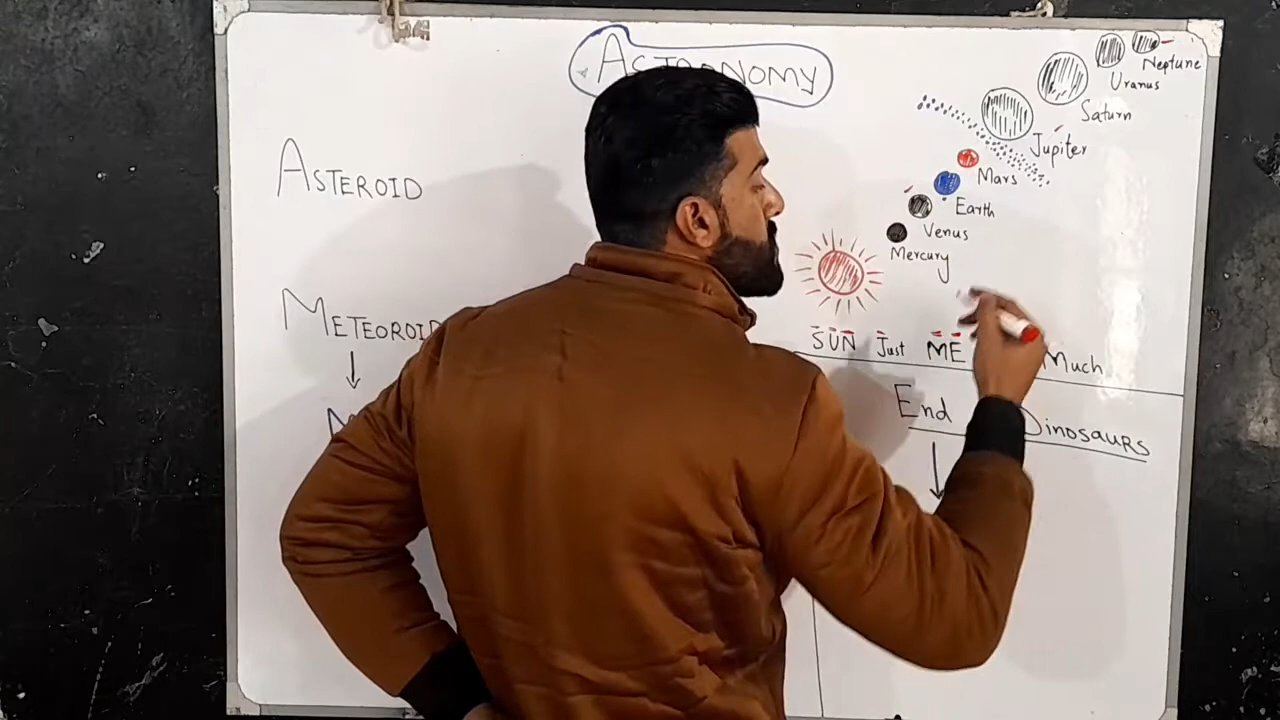 ASTRONOMY
Neptune
Uranus
Saturn
Jupiter
Mars
Earth
Venus
Mercury
ASTEROID
METEOROID
SUN Just ME Much
End Dinosaurs